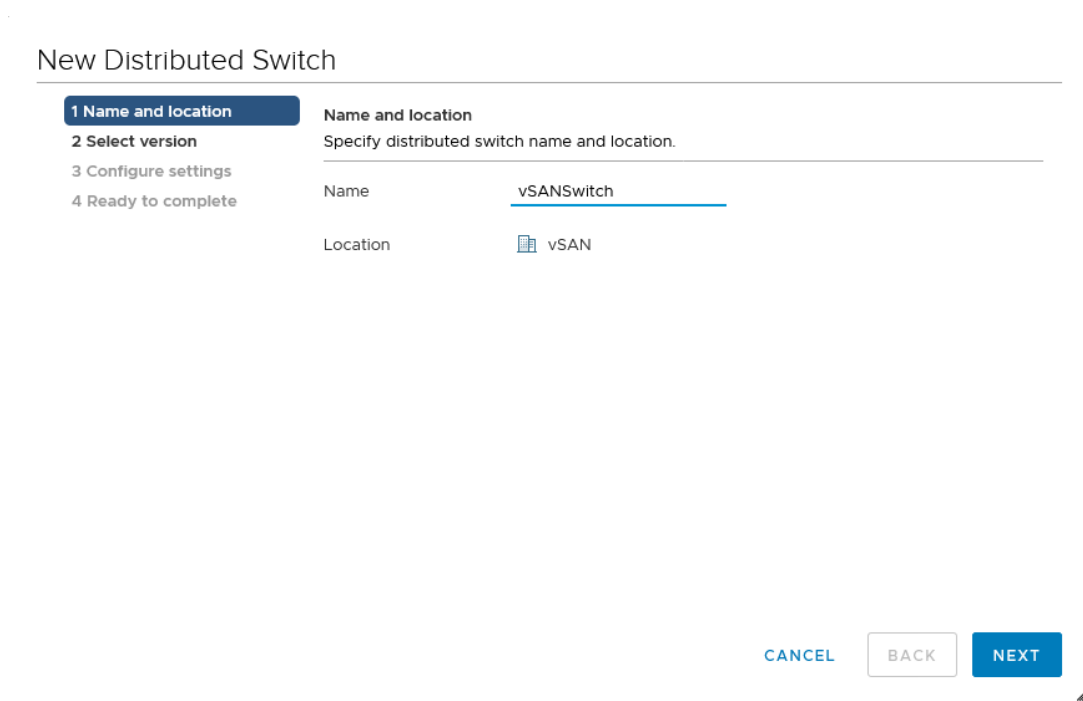 New Distributed Switch
1 Name and location
2 Select version
3 Configure settings
4 Ready to complete
Name and location
Specify distributed switch name and location.
Name vSANSwitch
Location vSAN
CANCEL BACK NEXT